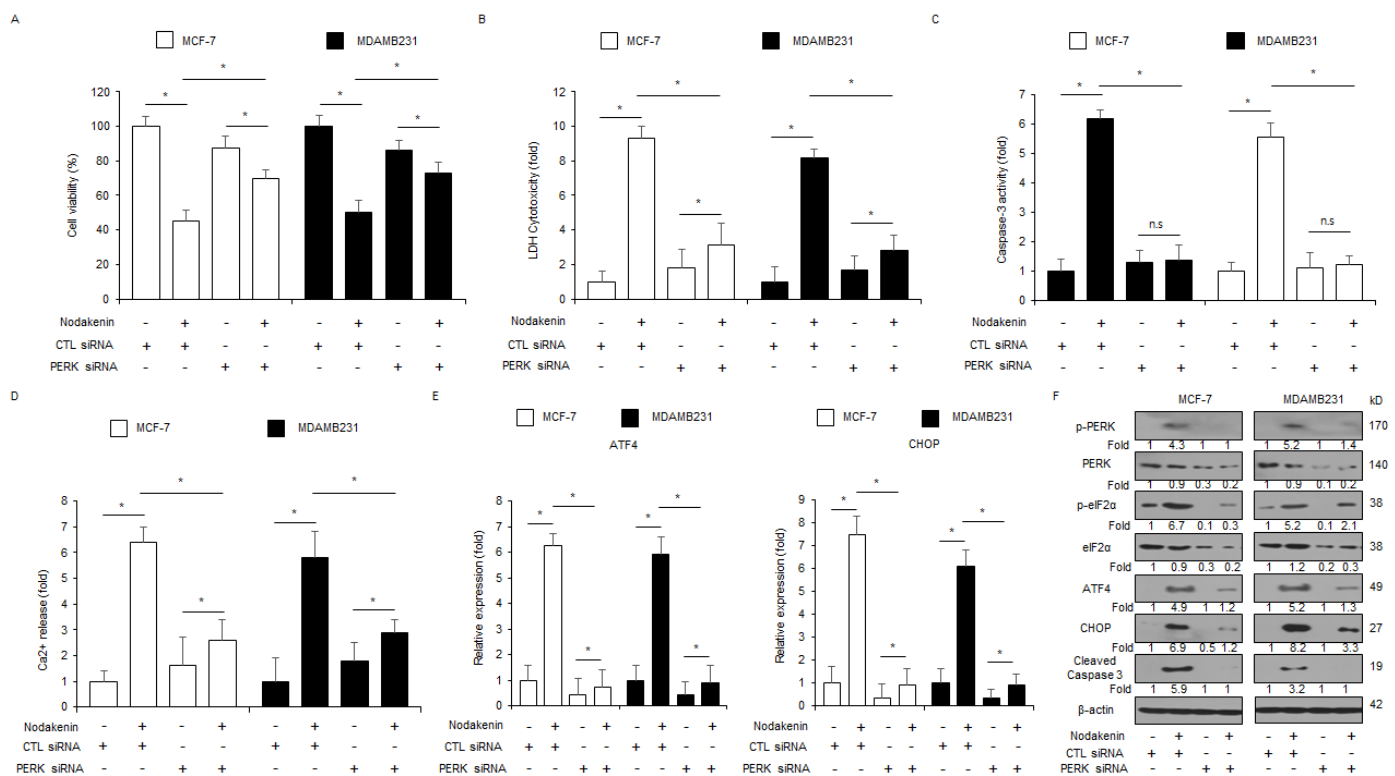 A
MCF-7
MDAMB231
Cell viability (%)
120
100
80
60
40
20
0
* * * * * *
Nodakenin - + - + - + - +
CTL siRNA + + - - + + - -
PERK siRNA - - + + - - + +
B
MCF-7
MDAMB231
LDH Cytotoxicity (fold)
12
10
8
6
4
2
0
* * * * * *
Nodakenin - + - + - + - +
CTL siRNA + + - - + + - -
PERK siRNA - - + + - - + +
C
MCF-7
MDAMB231
Caspase-3 activity (fold)
7
6
5
4
3
2
1
0
* * n.s * * n.s
Nodakenin - + - + - + - +
CTL siRNA + + - - + + - -
PERK siRNA - - + + - - + +
D
MCF-7
MDAMB231
Ca2+ release (fold)
8
7
6
5
4
3
2
1
0
* * * * * *
Nodakenin - + - + - + - +
CTL siRNA + + - - + + - -
PERK siRNA - - + + - - + +
E
MCF-7
MDAMB231
ATF4
Relative expression (fold)
8
7
6
5
4
3
2
1
0
* * * * * *
Nodakenin - + - + - + - +
CTL siRNA + + - - + + - -
PERK siRNA - - + + - - + +
MCF-7
MDAMB231
CHOP
Relative expression (fold)
9
8
7
6
5
4
3
2
1
0
* * * * * *
Nodakenin - + - + - + - +
CTL siRNA + + - - + + - -
PERK siRNA - - + + - - + +
F
MCF-7 MDAMB231 kD
p-PERK 170
Fold 1 4.3 1 1 1 5.2 1 1.4
PERK 140
Fold 1 0.9 0.3 0.2 1 0.9 0.1 0.2
p-eIF2α 38
Fold 1 6.7 0.1 0.3 1 5.2 0.1 2.1
eIF2α 38
Fold 1 0.9 0.3 0.2 1 1.2 0.2 0.3
ATF4 49
Fold 1 4.9 1 1.2 1 5.2 1 1.3
CHOP 27
Fold 1 6.9 0.5 1.2 1 8.2 1 3.3
Cleaved
Caspase 3 19
Fold 1 5.9 1 1 1 3.2 1 1
β-actin 42
Nodakenin - + - + - + - +
CTL siRNA + + - - + + - -
PERK siRNA - - + + - - + +